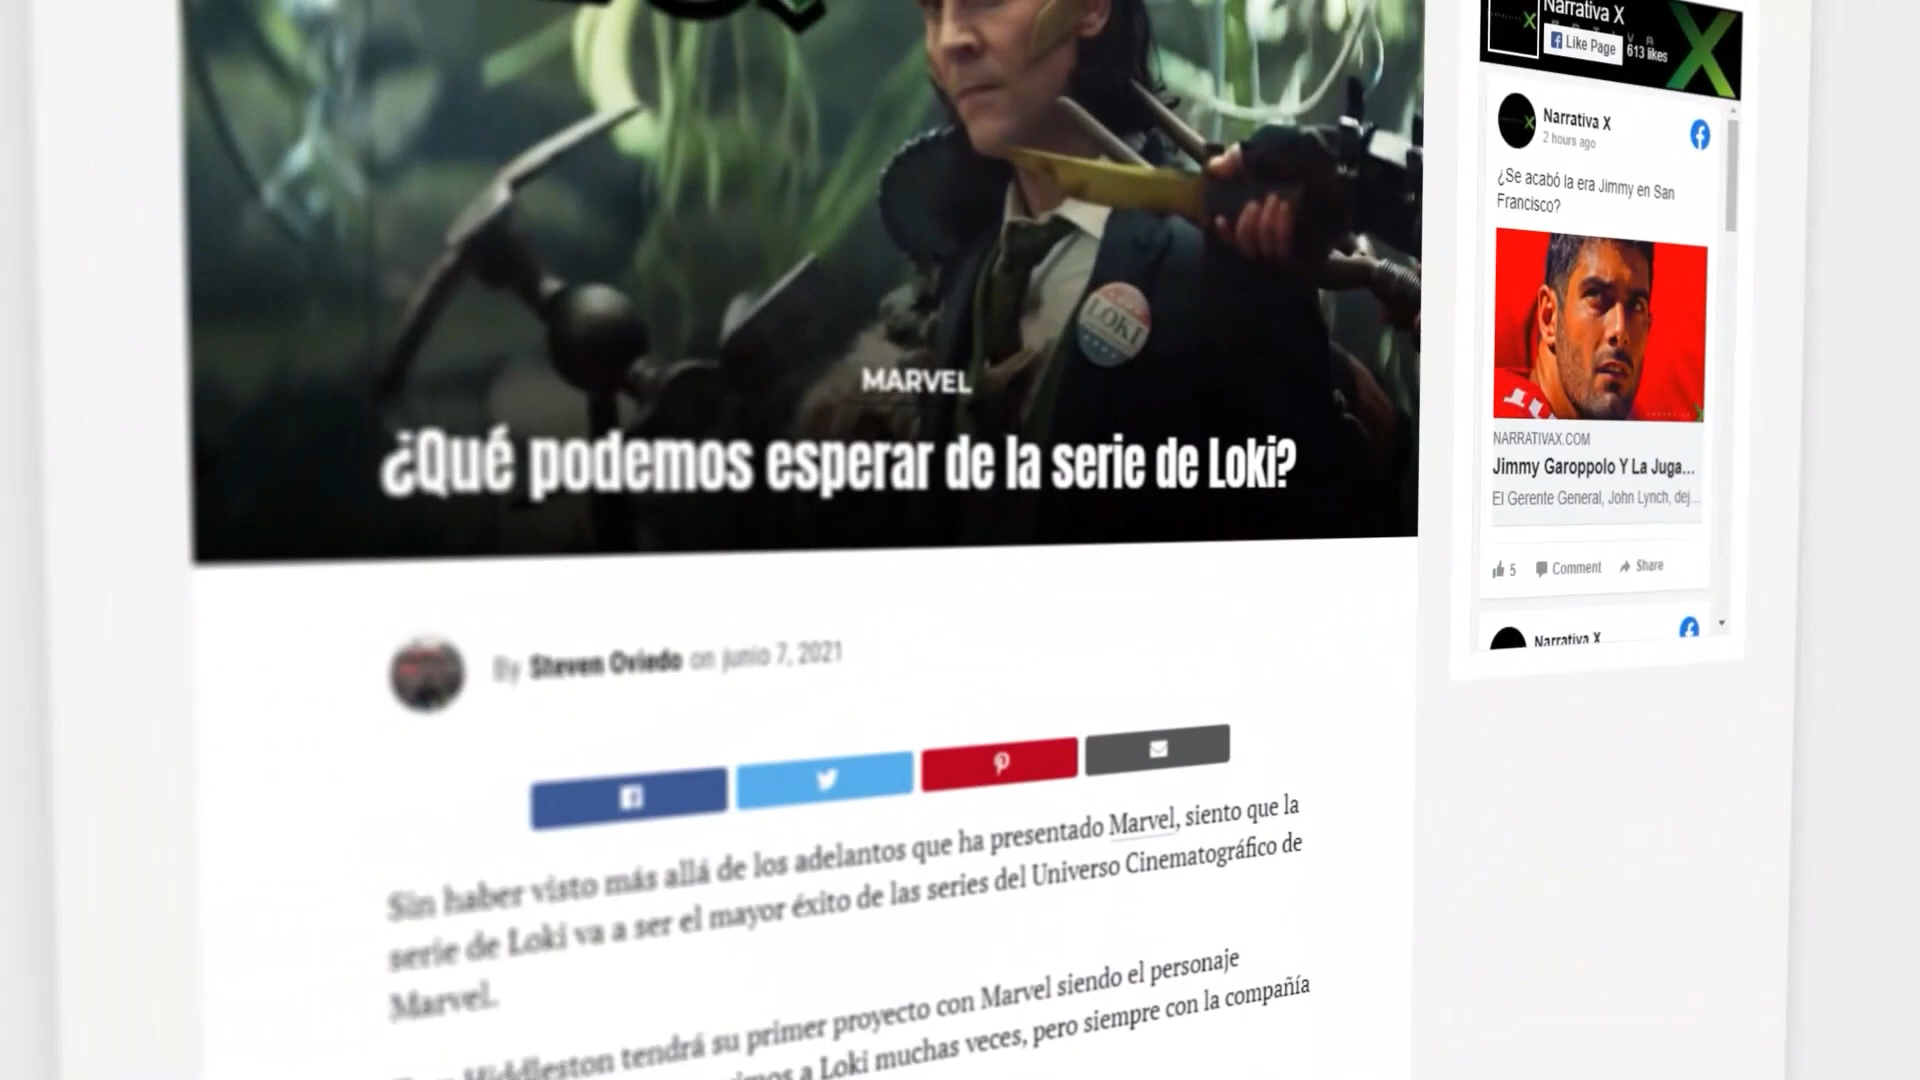 LOKI
MARVEL
¿Qué podemos esperar de la serie de Loki?
By Steven Oviedo on junio 7, 2021
Sin haber visto más allá de los adelantos que ha presentado Marvel, siento que la
serie de Loki va a ser el mayor éxito de las series del Universo Cinematográfico de
Marvel.
Middleston tendrá su primer proyecto con Marvel siendo el personaje
a Loki muchas veces, pero siempre con la compañía
Narrativa X
Like Page
613 likes
Narrativa X
2 hours ago
¿Se acabó la era Jimmy en San
Francisco?
NARRATIVAX.COM
Jimmy Garoppolo Y La Juga...
El Gerente General, John Lynch, dej...
5 Comment Share
Narrativa X